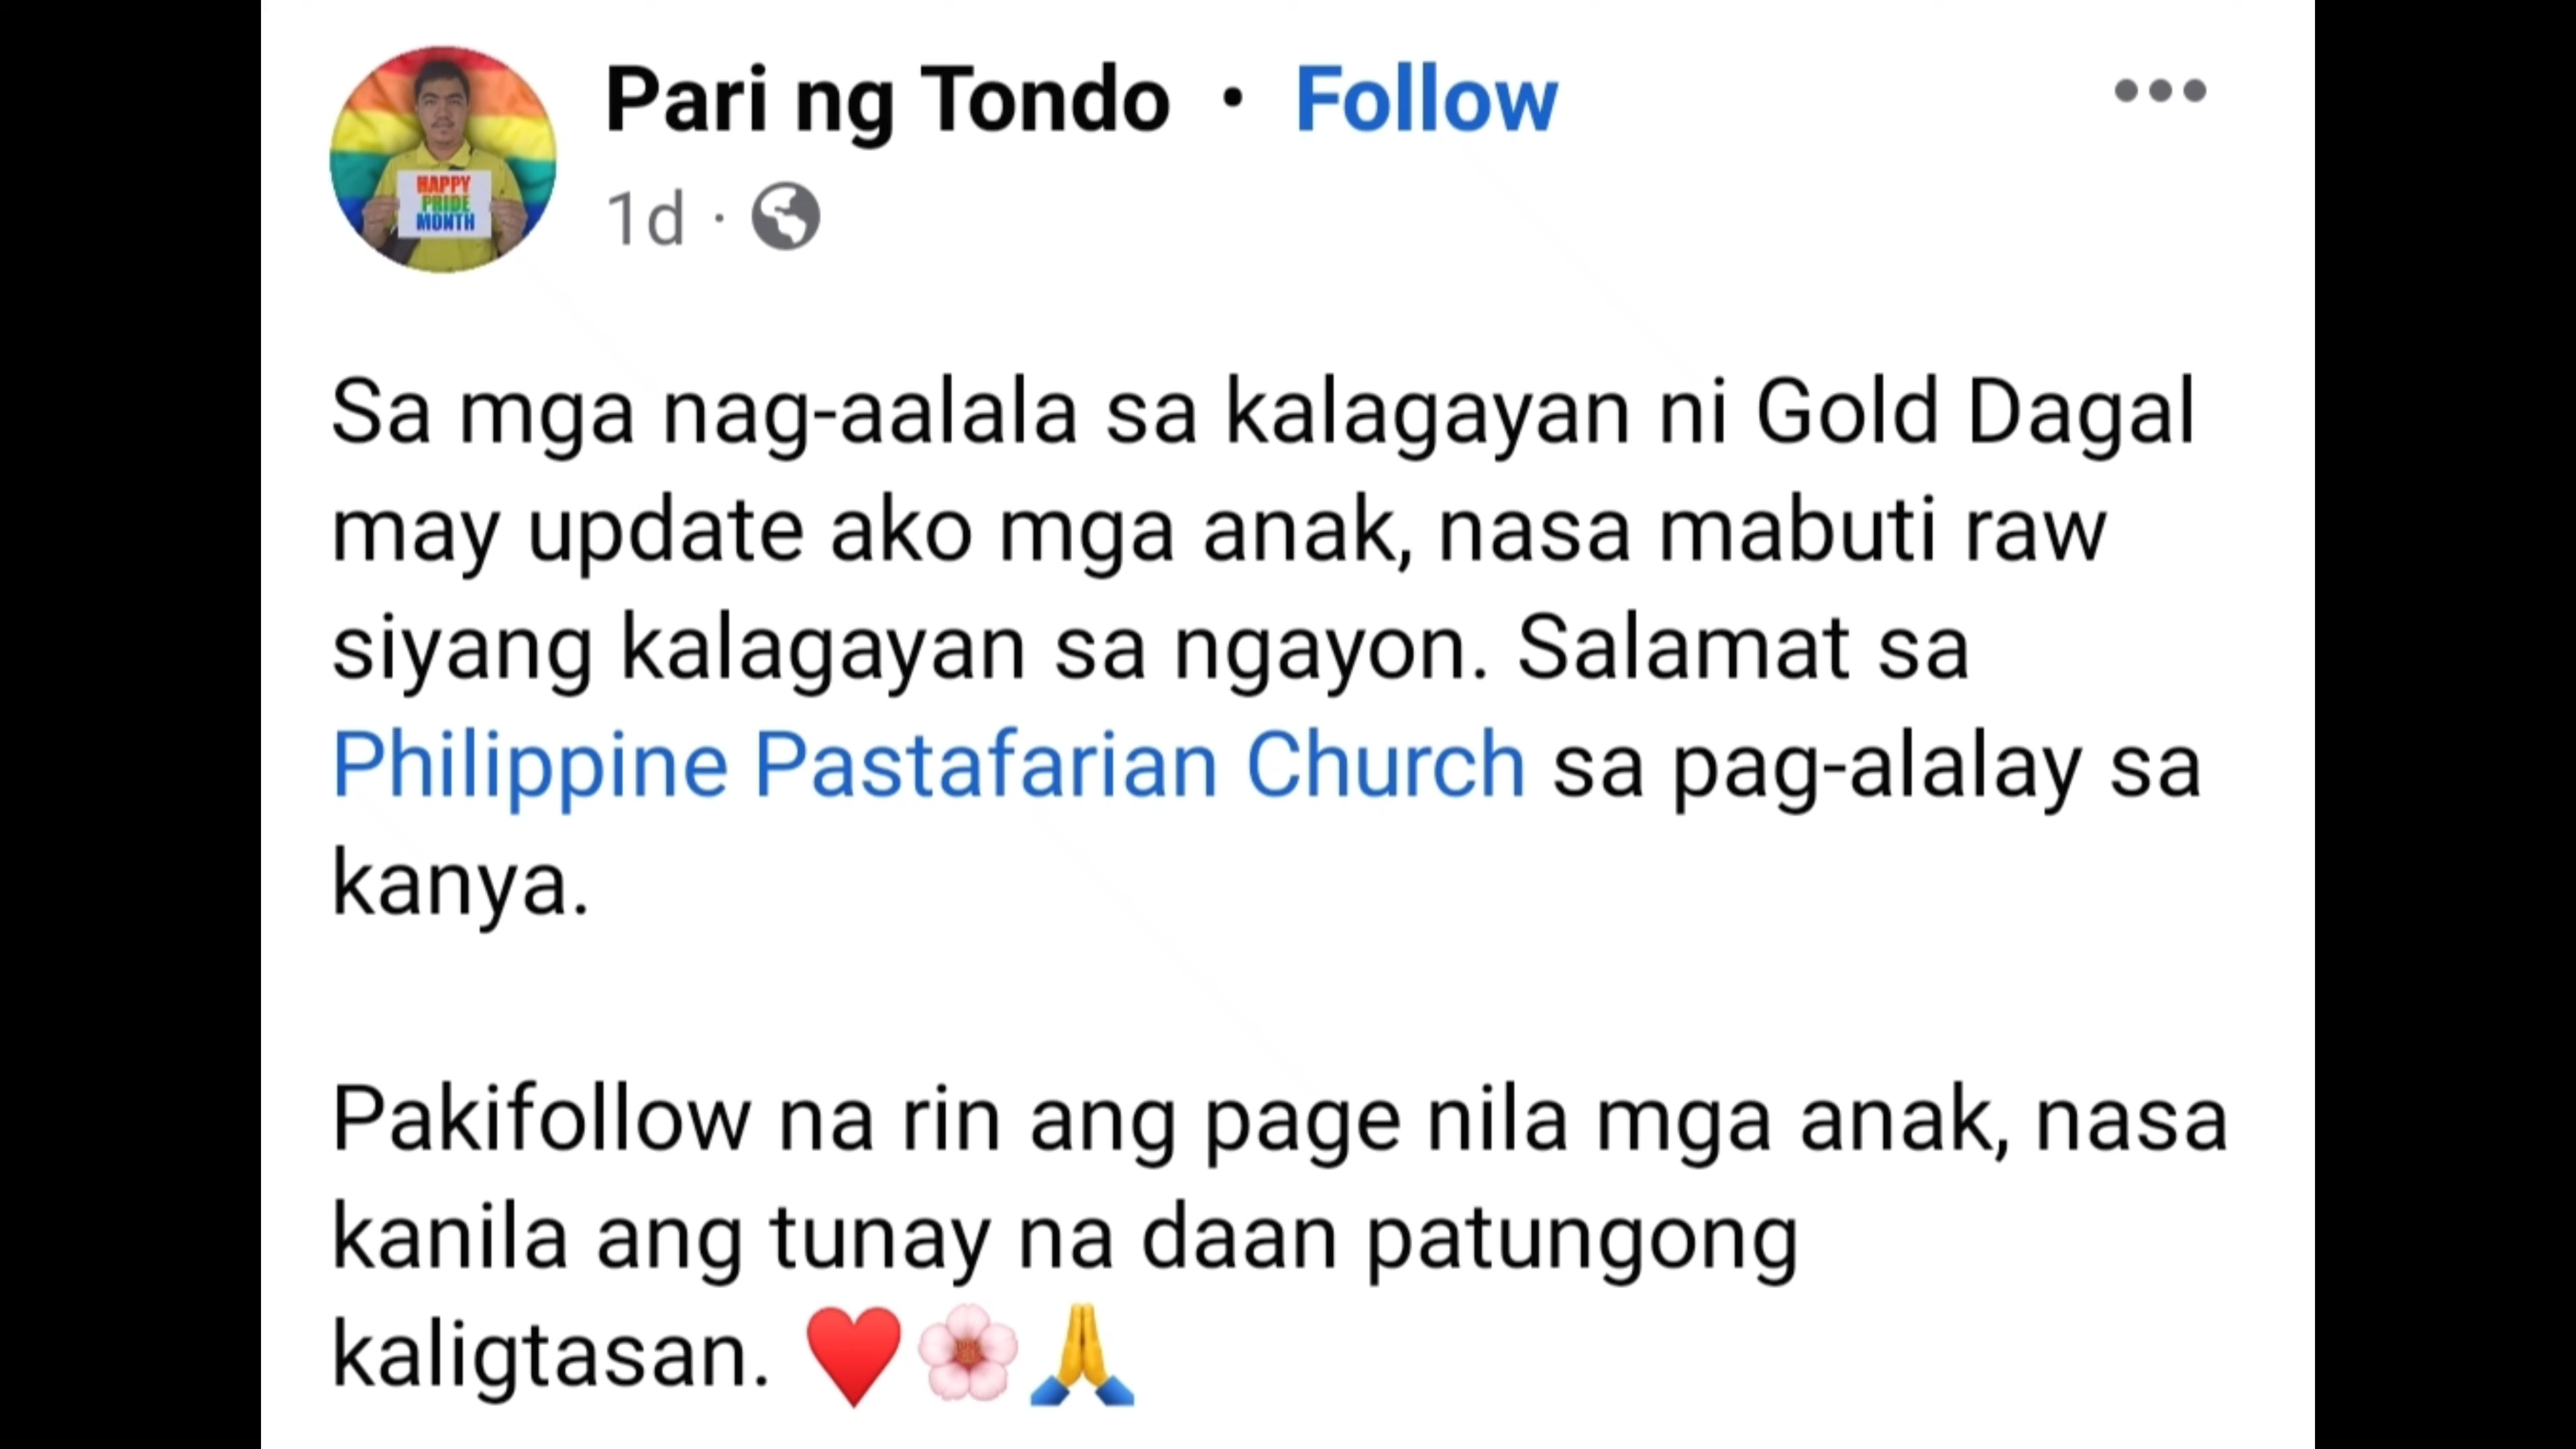 Pari ng Tondo · Follow
1d ·
HAPPY
PRIDE
MONTH
Sa mga nag-aalala sa kalagayan ni Gold Dagal
may update ako mga anak, nasa mabuti raw
siyang kalagayan sa ngayon. Salamat sa
Philippine Pastafarian Church sa pag-alalay sa
kanya.
Pakifollow na rin ang page nila mga anak, nasa
kanila ang tunay na daan patungong
kaligtasan. ♥️🌸🙏